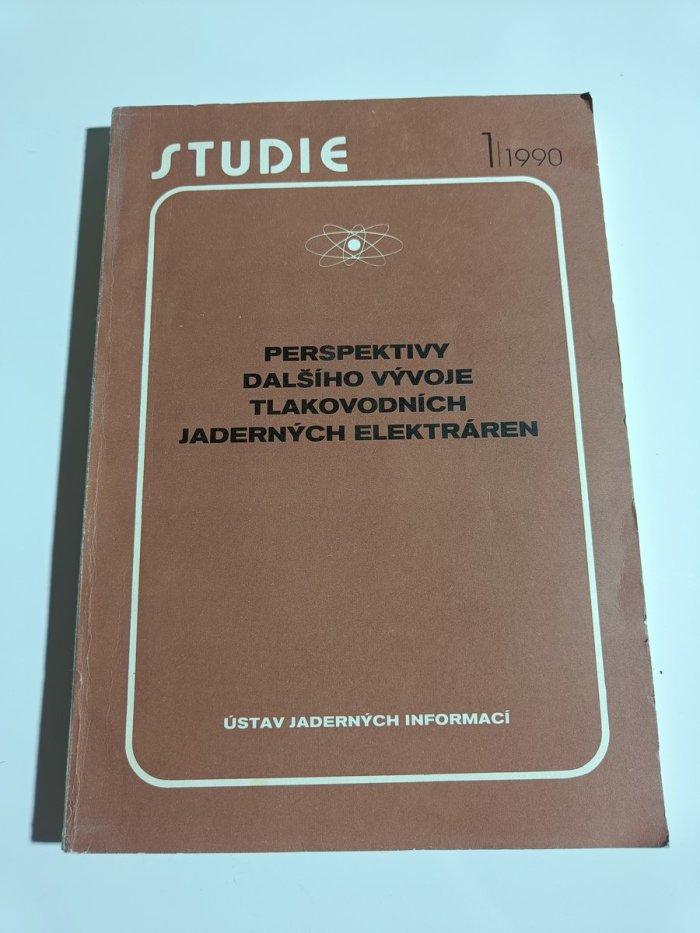 STUDIE 1/1990
PERSPEKTIVY
DALŠÍHO VÝVOJE
TLAKOVODNÍCH
JADERNÝCH ELEKTRÁREN
ÚSTAV JADERNÝCH INFORMACÍ